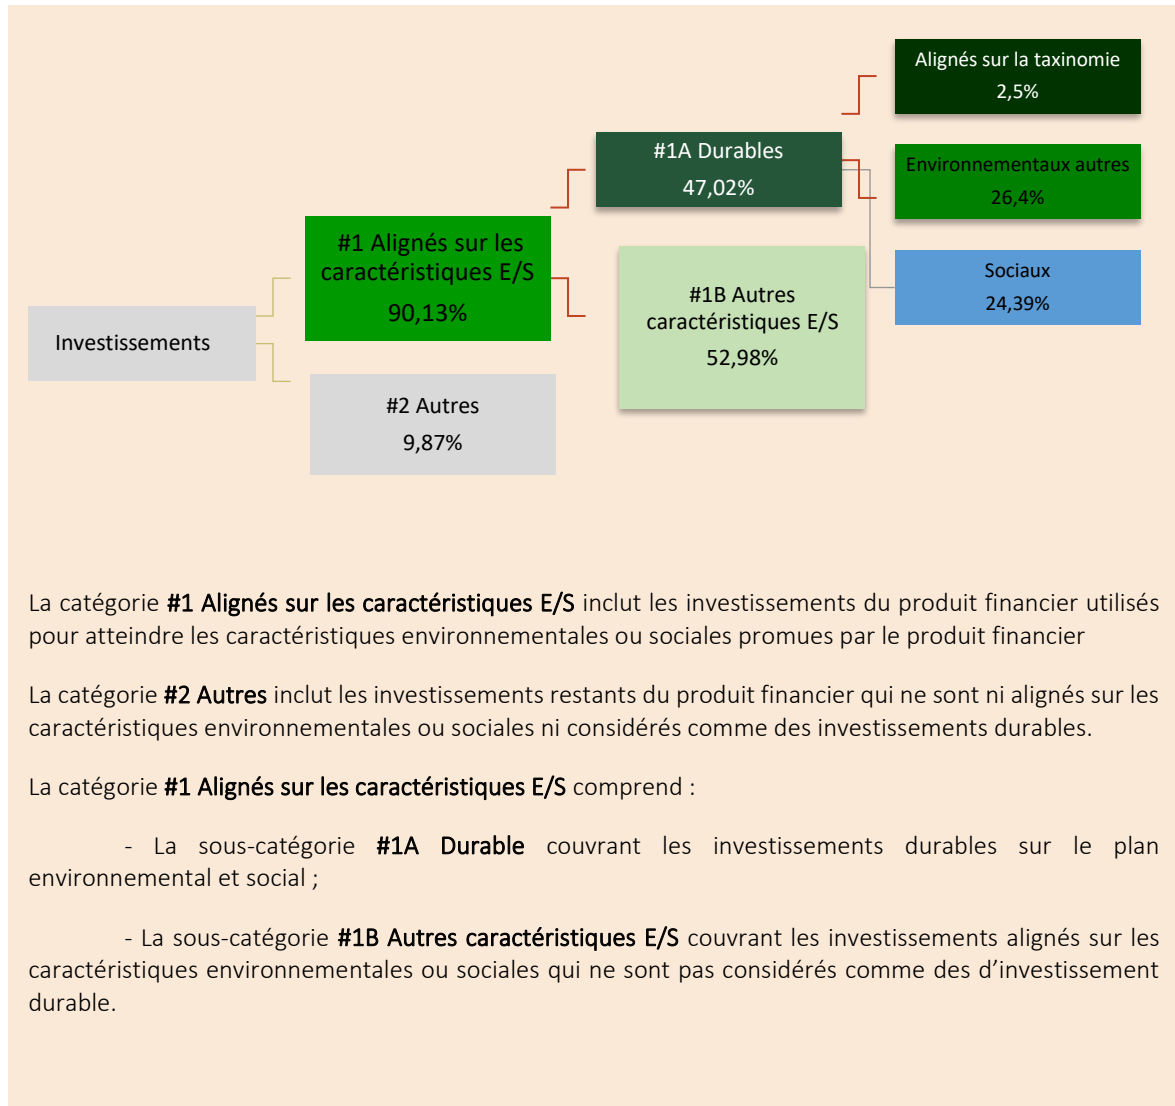 Alignés sur la taxinomie
2,5%
#1A Durables
47,02%
Environnementaux autres
26,4%
#1 Alignés sur les
caractéristiques E/S
90,13%
Sociaux
24,39%
#1B Autres
caractéristiques E/S
52,98%
Investissements
#2 Autres
9,87%
La catégorie #1 Alignés sur les caractéristiques E/S inclut les investissements du produit financier utilisés
pour atteindre les caractéristiques environnementales ou sociales promues par le produit financier
La catégorie #2 Autres inclut les investissements restants du produit financier qui ne sont ni alignés sur les
caractéristiques environnementales ou sociales ni considérés comme des investissements durables.
La catégorie #1 Alignés sur les caractéristiques E/S comprend :
- La sous-catégorie #1A Durable couvrant les investissements durables sur le plan
environnemental et social ;
- La sous-catégorie #1B Autres caractéristiques E/S couvrant les investissements alignés sur les
caractéristiques environnementales ou sociales qui ne sont pas considérés comme des d’investissement
durable.